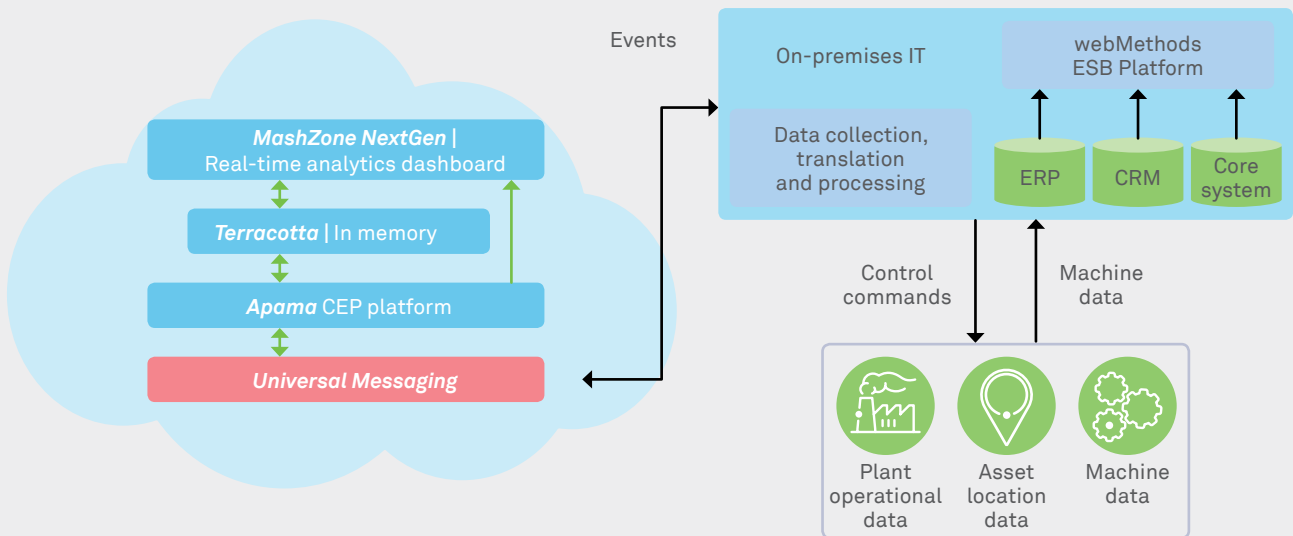 MashZone NextGen |
Real-time analytics dashboard
Terracotta | In memory
Apama CEP platform
Universal Messaging
Events
On-premises IT
webMethods
ESB Platform
Data collection,
translation
and processing
ERP
CRM
Core
system
Control
commands
Machine
data
Plant
operational
data
Asset
location
data
Machine
data